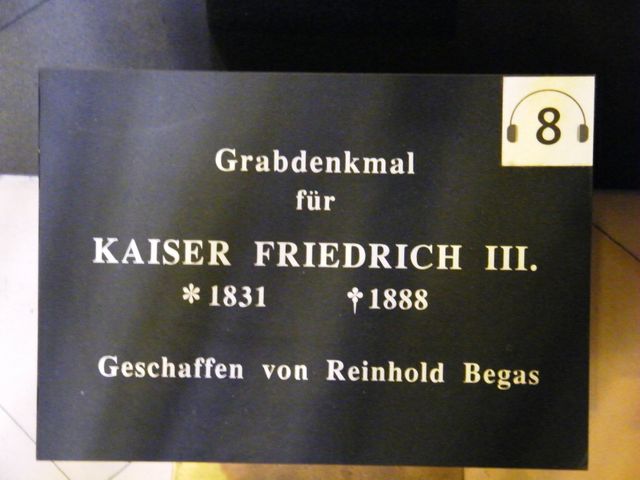 8
Grabdenkmal
für
KAISER FRIEDRICH III.
*1831 †1888
Geschaffen von Reinhold Begas